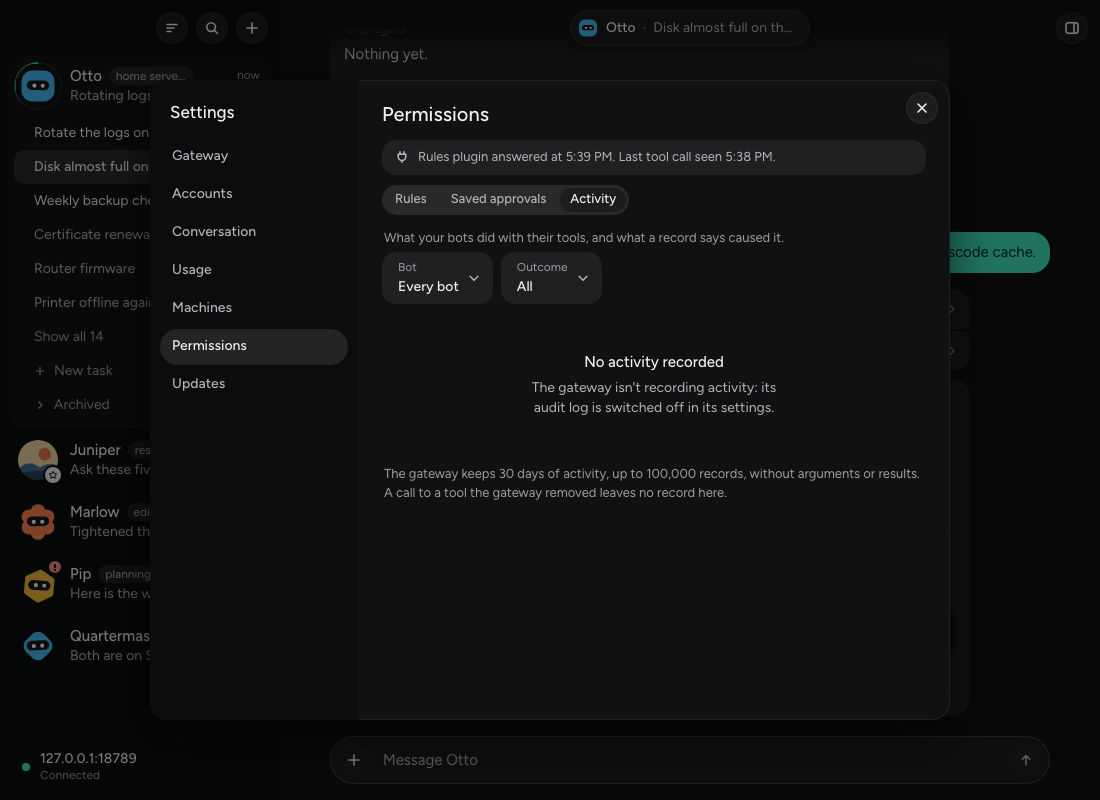 Nothing yet.
Otto · Disk almost full on th...
Otto home serve... now
Rotating logs
Rotate the logs on
Disk almost full on
Weekly backup che
Certificate renewa
Router firmware
Printer offline again
Show all 14
New task
Archived
Juniper res
Ask these five
Marlow edi
Tightened th
Pip planning
Here is the w
Quartermas
Both are on S
127.0.0.1:18789
Connected
Settings
Gateway
Accounts
Conversation
Usage
Machines
Permissions
Updates
Permissions
Rules plugin answered at 5:39 PM. Last tool call seen 5:38 PM.
Rules Saved approvals Activity
What your bots did with their tools, and what a record says caused it.
Bot
Every bot
Outcome
All
No activity recorded
The gateway isn't recording activity: its
audit log is switched off in its settings.
The gateway keeps 30 days of activity, up to 100,000 records, without arguments or results.
A call to a tool the gateway removed leaves no record here.
scode cache.
Message Otto